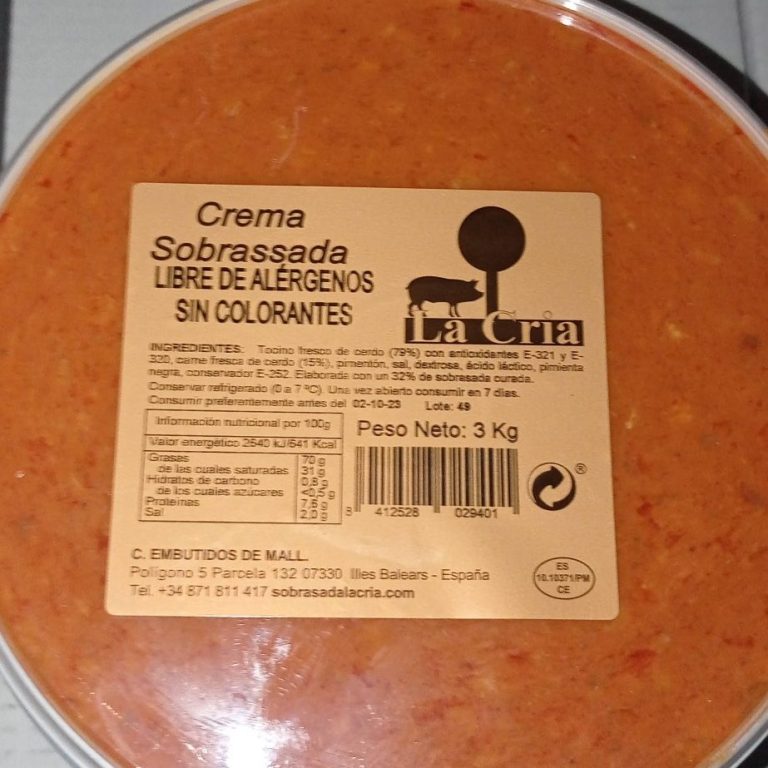 Crema
Sobrassada
LIBRE DE ALÉRGENOS
SIN COLORANTES
La Cria
INGREDIENTES: Tocino fresco de cerdo (79%) con antioxidantes E-321 y E-
320, carne fresca de cerdo (15%), pimentón, sal, dextrosa, ácido láctico, pimienta
negra, conservador E-252. Elaborada con un 32% de sobrasada curada.
Conservar refrigerado (0 a 7 ºC). Una vez abierto consumir en 7 días.
Consumir preferentemente antes del 02-10-23 Lote: 49
Información nutricional por 100g
Valor energético 2640 kJ/641 Kcal
Grasas 70 g
de las cuales saturadas 31 g
Hidratos de carbono 0,8 g
de los cuales azúcares <0,5 g
Proteínas 7,6 g
Sal 2,0 g
Peso Neto: 3 Kg
8 412528 029401
®
C. EMBUTIDOS DE MALL.
Polígono 5 Parcela 132 07330 Illes Balears - España
Tel. +34 871 811 417 sobrasadalacria.com
ES
10.10371/PM
CE